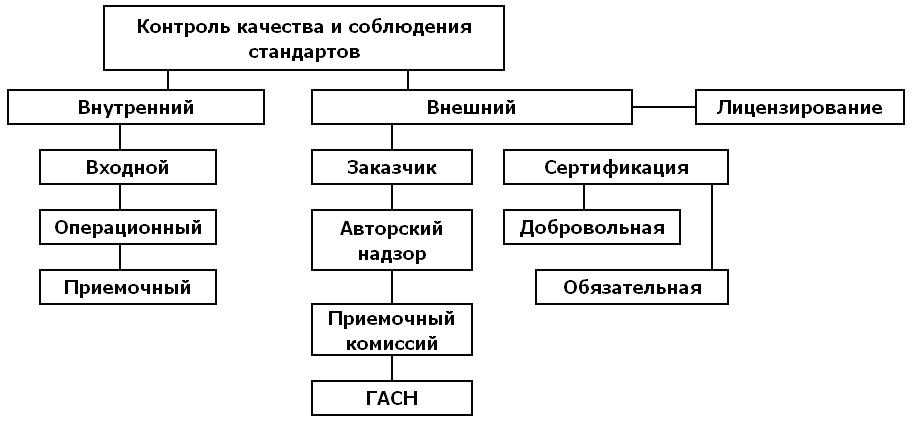 Контроль качества и соблюдения
стандартов
Внутренний
Внешний
Лицензирование
Входной
Заказчик
Сертификация
Операционный
Авторский
надзор
Добровольная
Приемочный
Обязательная
Приемочный
комиссий
ГАСН